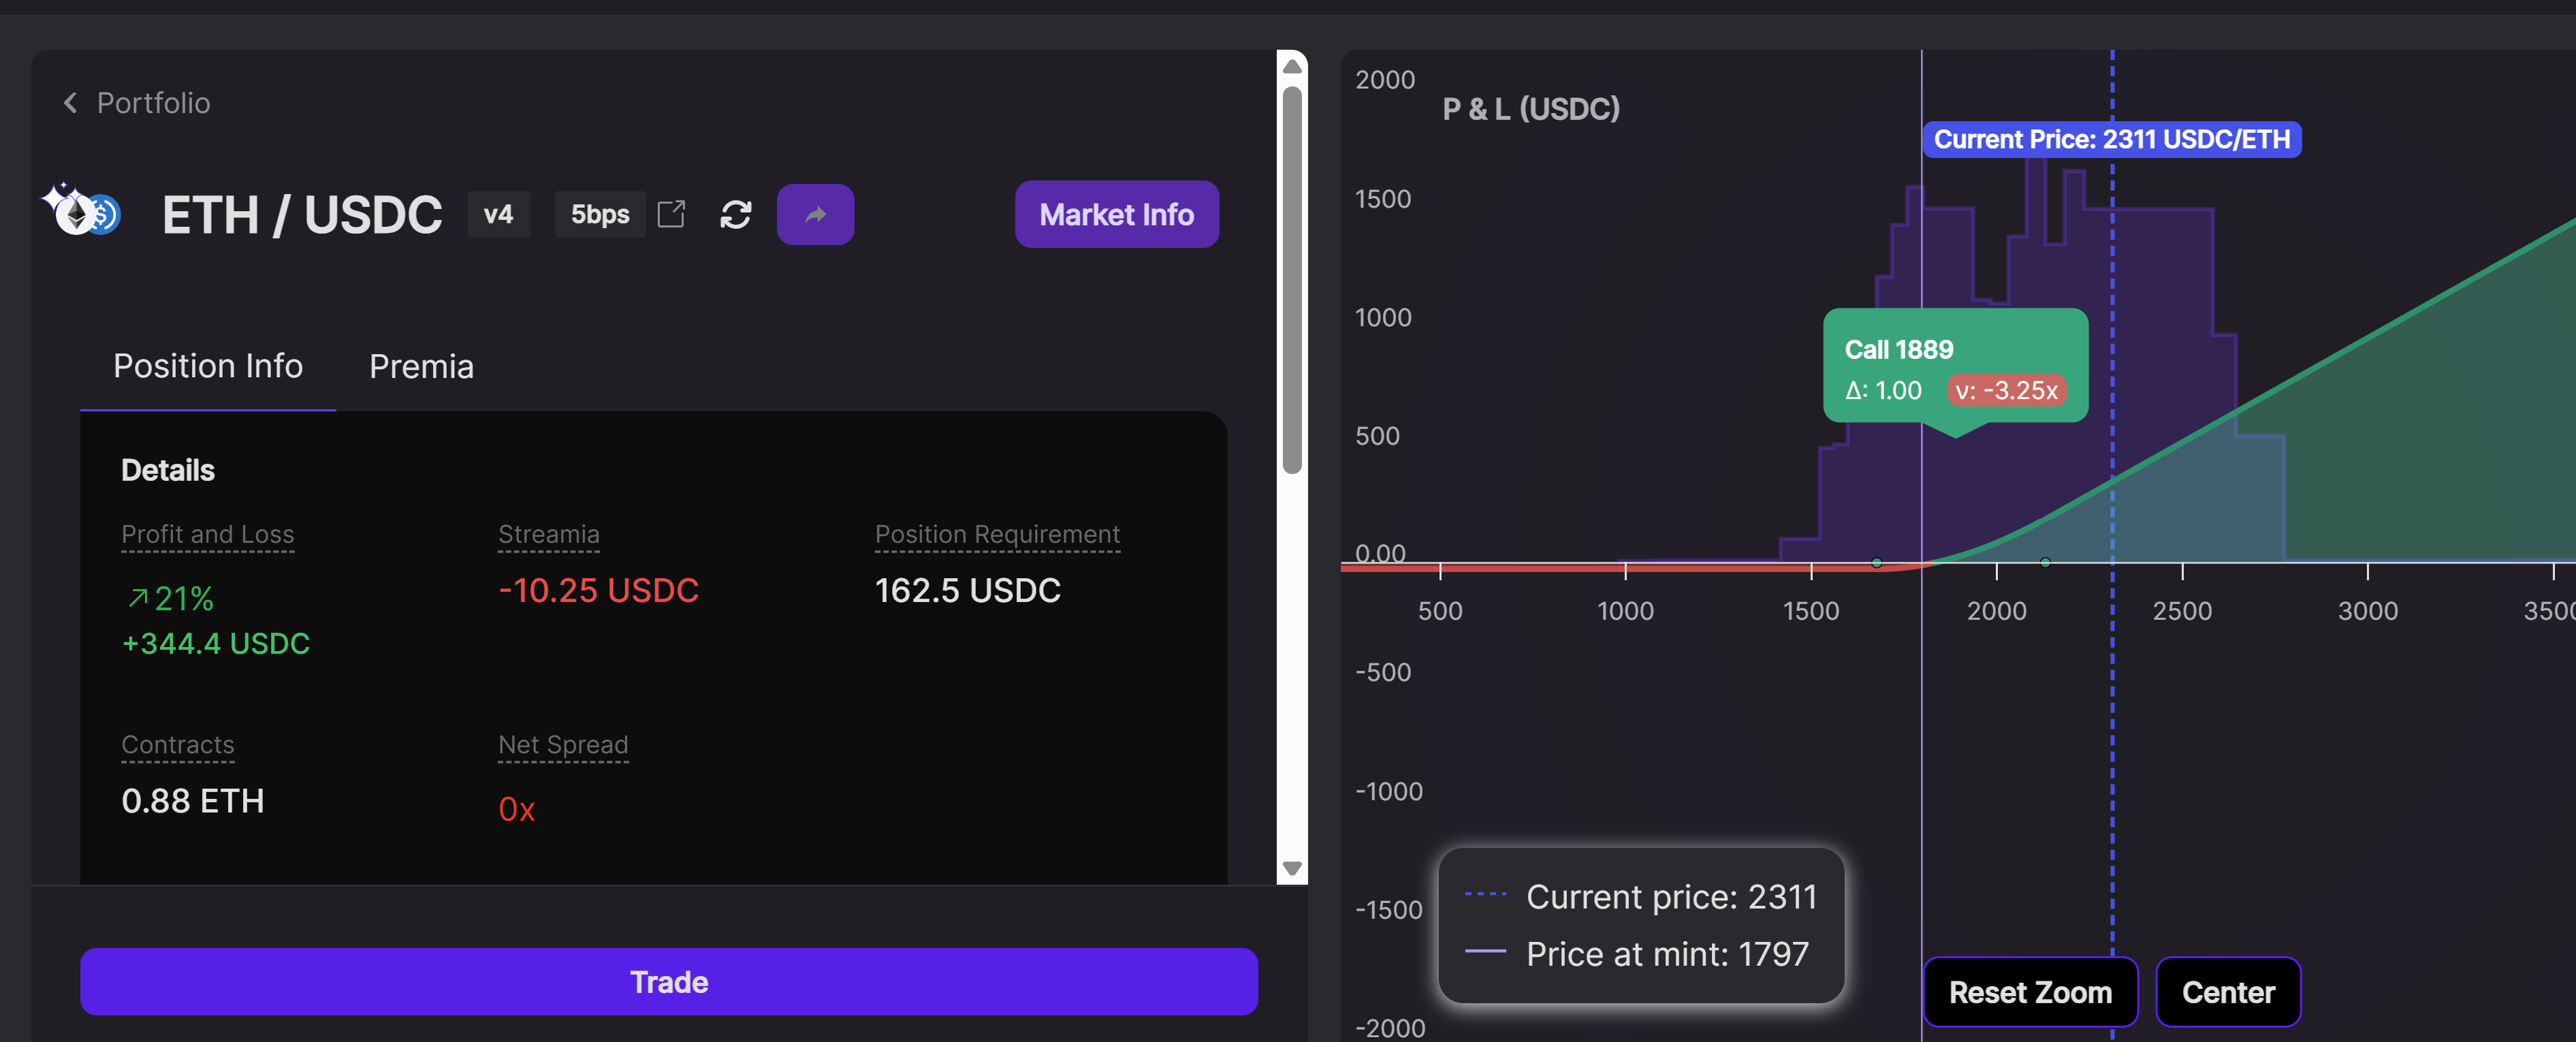 Portfolio
ETH / USDC
v4
5bps
Market Info
Position Info
Premia
Details
Profit and Loss
Streamia
Position Requirement
21%
-10.25 USDC
162.5 USDC
+344.4 USDC
Contracts
Net Spread
0.88 ETH
0x
Trade
P & L (USDC)
Current Price: 2311 USDC/ETH
Call 1889
Δ: 1.00
ν: -3.25x
2000
1500
1000
500
0.00
-500
-1000
-1500
-2000
500
1000
1500
2000
2500
3000
3500
Current price: 2311
Price at mint: 1797
Reset Zoom
Center